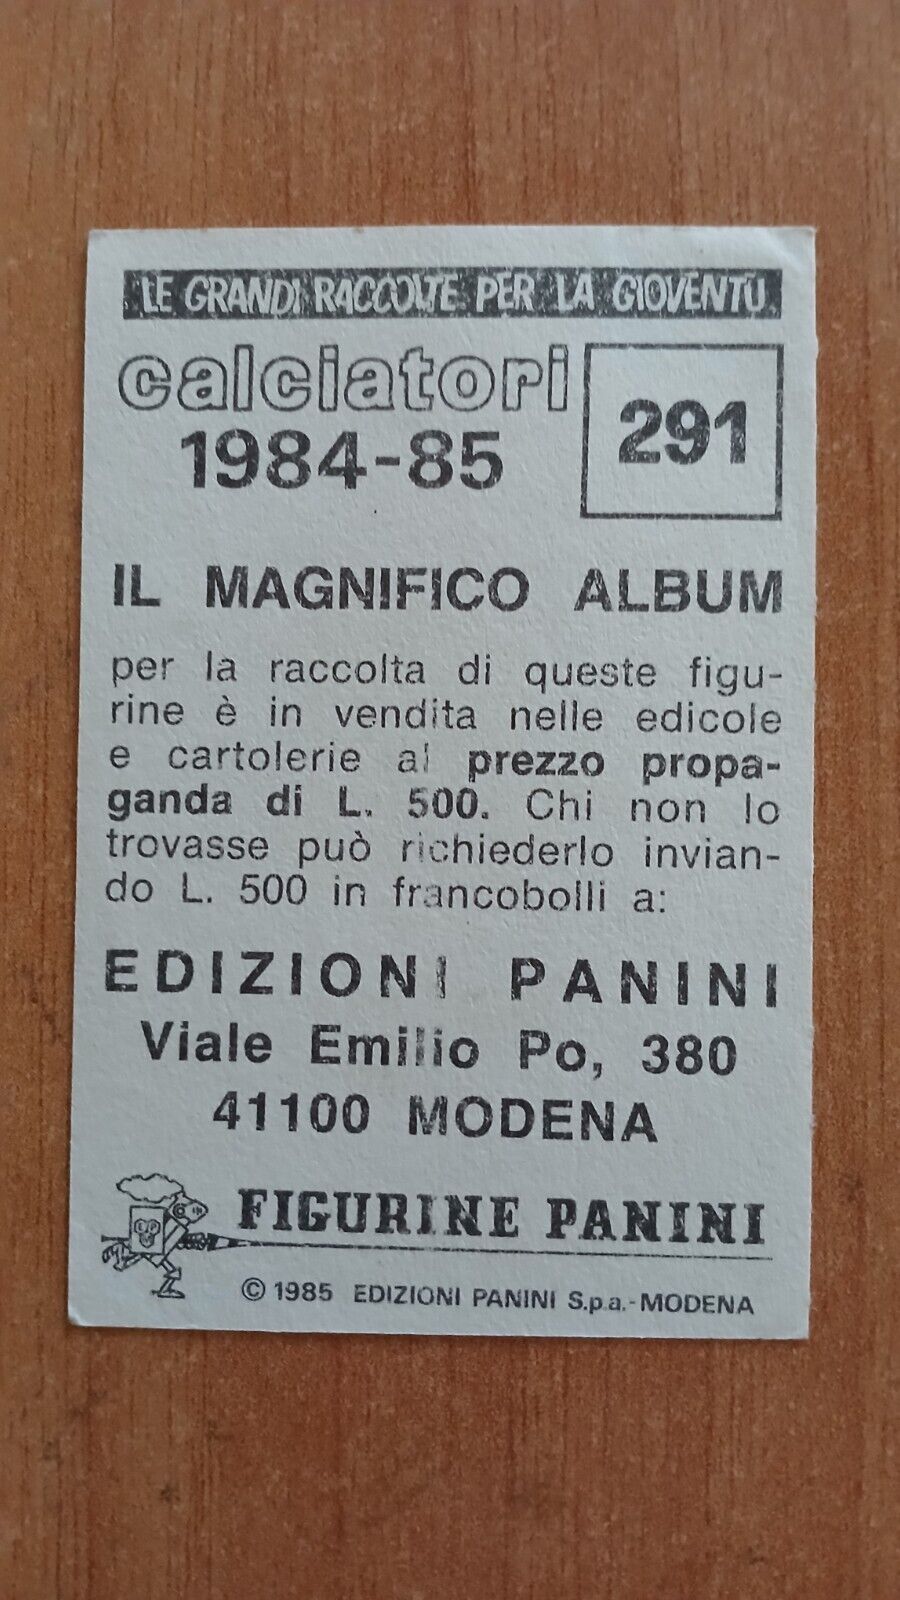 LE GRANDI RACCOLTE PER LA GIOVENTÙ
calciatori
1984-85
291
IL MAGNIFICO ALBUM
per la raccolta di queste figu-
rine è in vendita nelle edicole
e cartolerie al prezzo propa-
ganda di L. 500. Chi non lo
trovasse può richiederlo invian-
do L. 500 in francobolli a:
EDIZIONI PANINI
Viale Emilio Po, 380
41100 MODENA
FIGURINE PANINI
© 1985 EDIZIONI PANINI S.p.a.-MODENA